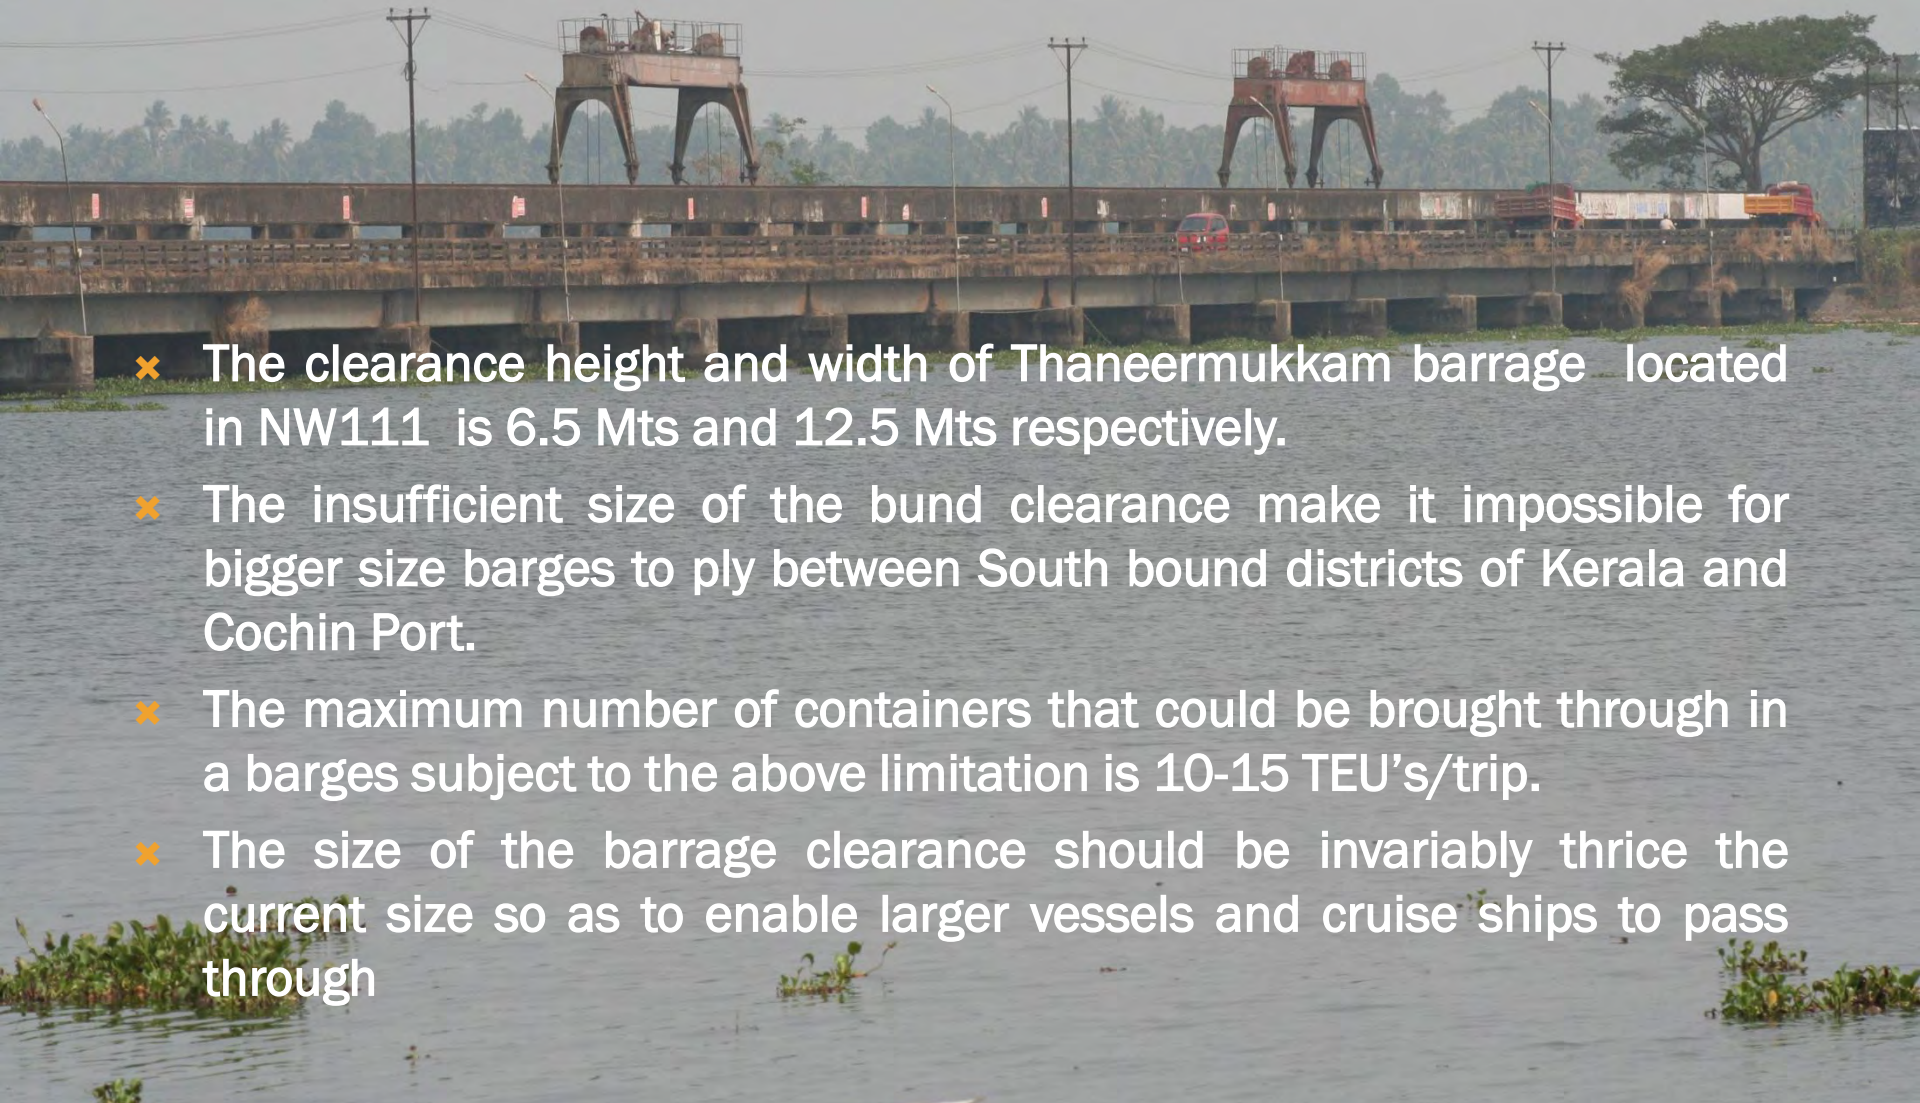 The clearance height and width of Thaneermukkam barrage located
in NW111 is 6.5 Mts and 12.5 Mts respectively.
The insufficient size of the bund clearance make it impossible for
bigger size barges to ply between South bound districts of Kerala and
Cochin Port.
The maximum number of containers that could be brought through in
a barges subject to the above limitation is 10-15 TEU’s/trip.
The size of the barrage clearance should be invariably thrice the
current size so as to enable larger vessels and cruise ships to pass
through